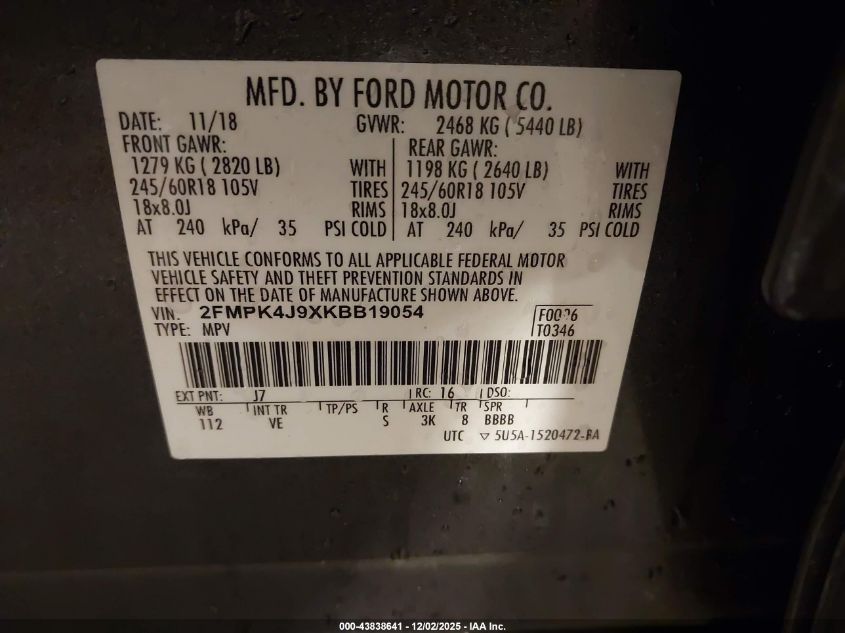 MFD. BY FORD MOTOR CO.
DATE: 11/18 GVWR: 2468 KG ( 5440 LB)
FRONT GAWR: REAR GAWR:
1279 KG ( 2820 LB) WITH 1198 KG ( 2640 LB) WITH
245/60R18 105V TIRES 245/60R18 105V TIRES
18x8.0J RIMS 18x8.0J RIMS
AT 240 kPa/ 35 PSI COLD AT 240 kPa/ 35 PSI COLD
THIS VEHICLE CONFORMS TO ALL APPLICABLE FEDERAL MOTOR
VEHICLE SAFETY AND THEFT PREVENTION STANDARDS IN
EFFECT ON THE DATE OF MANUFACTURE SHOWN ABOVE.
VIN: 2FMPK4J9XKBB19054
TYPE: MPV
T0346
EXT PNT: J7 RC: 16 DSO:
WB INT TR TP/PS R AXLE TR SPR
112 VE S 3K 8 BBBB
UTC ▽ 5U5A-1520472-BA
000-43838641 - 12/02/2025 - IAA Inc.